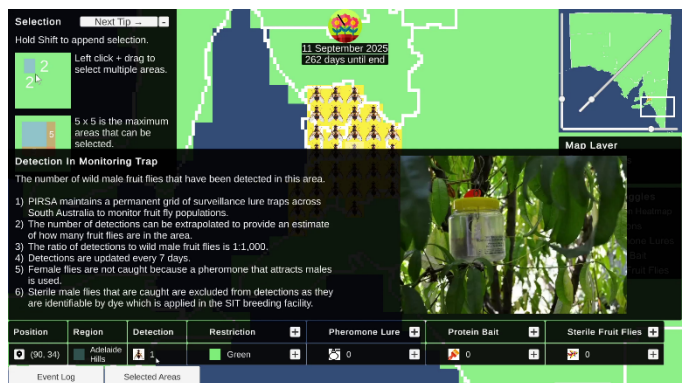 Selection
Next Tip →
-
Hold Shift to append selection.
Left click + drag to
select multiple areas.
2
2
5 x 5 is the maximum
areas that can be
selected.
5
11 September 2025
262 days until end
Map Layer
Detection In Monitoring Trap
The number of wild male fruit flies that have been detected in this area.
1) PIRSA maintains a permanent grid of surveillance lure traps across
South Australia to monitor fruit fly populations.
2) The number of detections can be extrapolated to provide an estimate
of how many fruit flies are in the area.
3) The ratio of detections to wild male fruit flies is 1:1,000.
4) Detections are updated every 7 days.
5) Female flies are not caught because a pheromone that attracts males
is used.
6) Sterile male flies that are caught are excluded from detections as they
are identifiable by dye which is applied in the SIT breeding facility.
Position Region Detection Restriction + Pheromone Lure + Protein Bait + Sterile Fruit Flies +
(90, 34) Adelaide Hills 1 Green + 0 + 0 + 0 +
Event Log Selected Areas